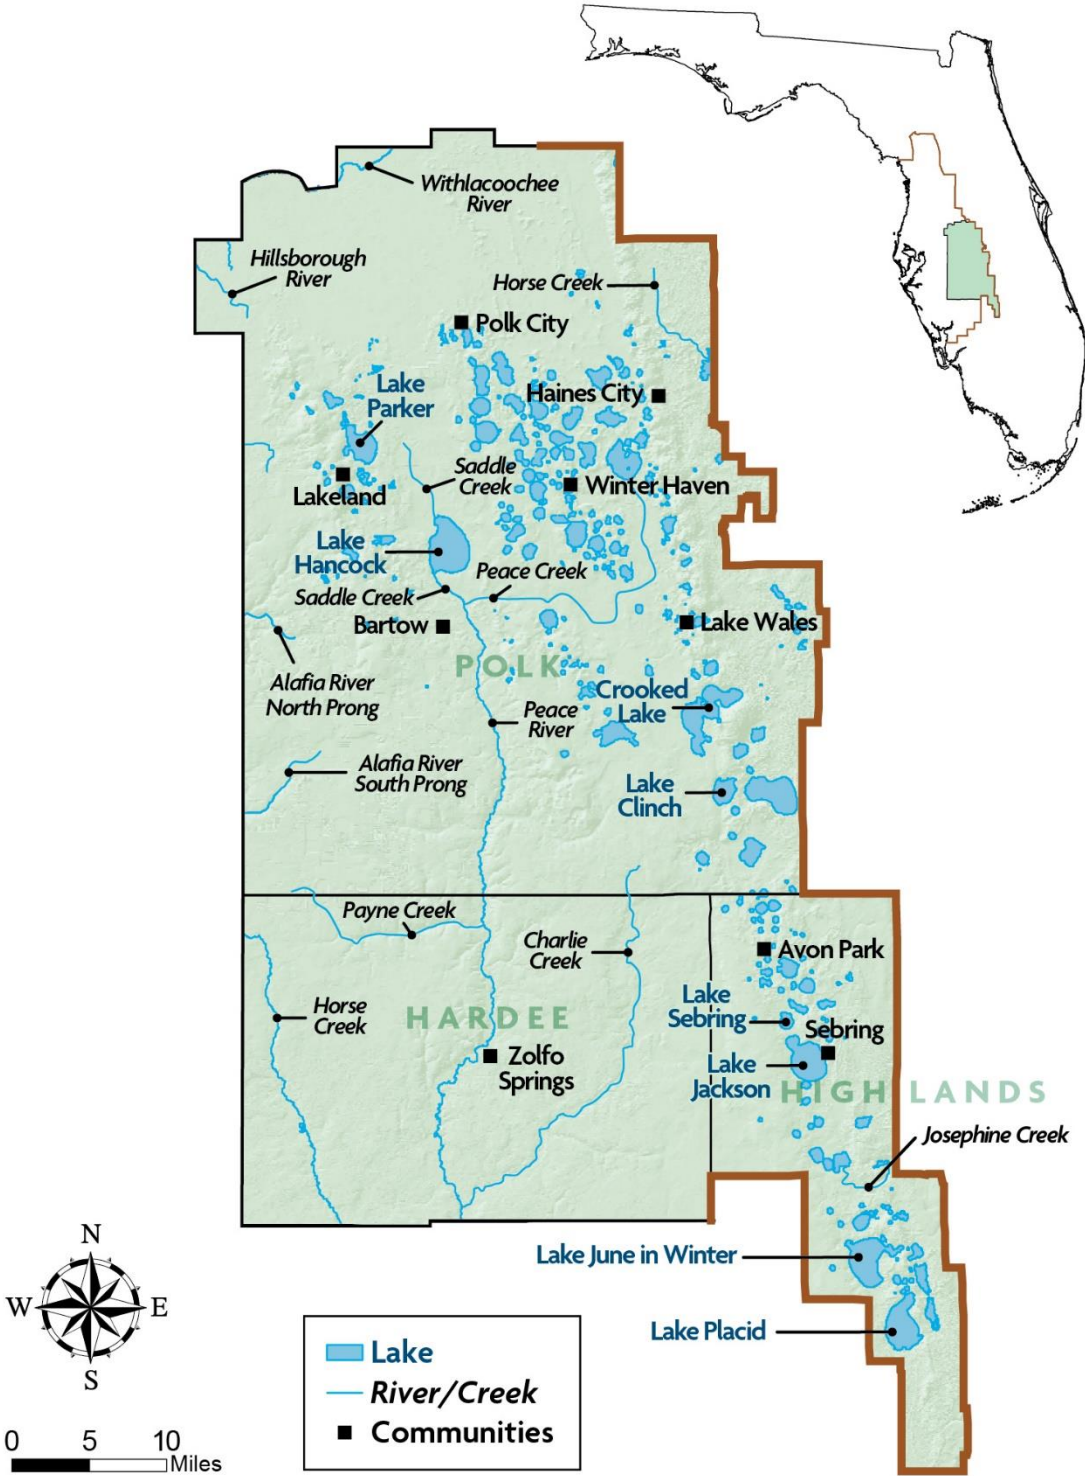 Withlacoochee
River
Hillsborough
River
Horse Creek
Polk City
Lake
Parker
Haines City
Saddle
Creek
Lakeland
Winter Haven
Lake
Hancock
Peace Creek
Saddle Creek
Bartow
Lake Wales
POLK
Alafia River
North Prong
Crooked
Lake
Peace
River
Alafia River
South Prong
Lake
Clinch
Payne Creek
Charlie
Creek
Avon Park
Horse
Creek
HARDEE
Lake
Sebring
Sebring
Zolfo
Springs
Lake
Jackson
HIGHLANDS
Josephine Creek
Lake June in Winter
Lake Placid
N
W
E
S
Lake
River/Creek
Communities
0 5 10
Miles